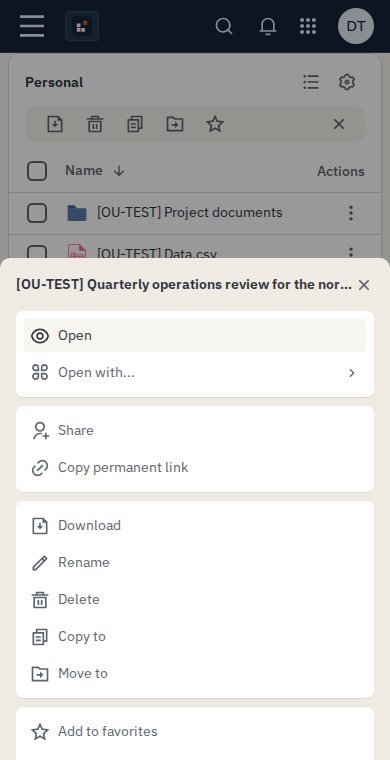 DT
Personal
Name
Actions
[OU-TEST] Project documents
[OU-TEST] Data.csv
[OU-TEST] Quarterly operations review for the nor...
Open
Open with...
Share
Copy permanent link
Download
Rename
Delete
Copy to
Move to
Add to favorites